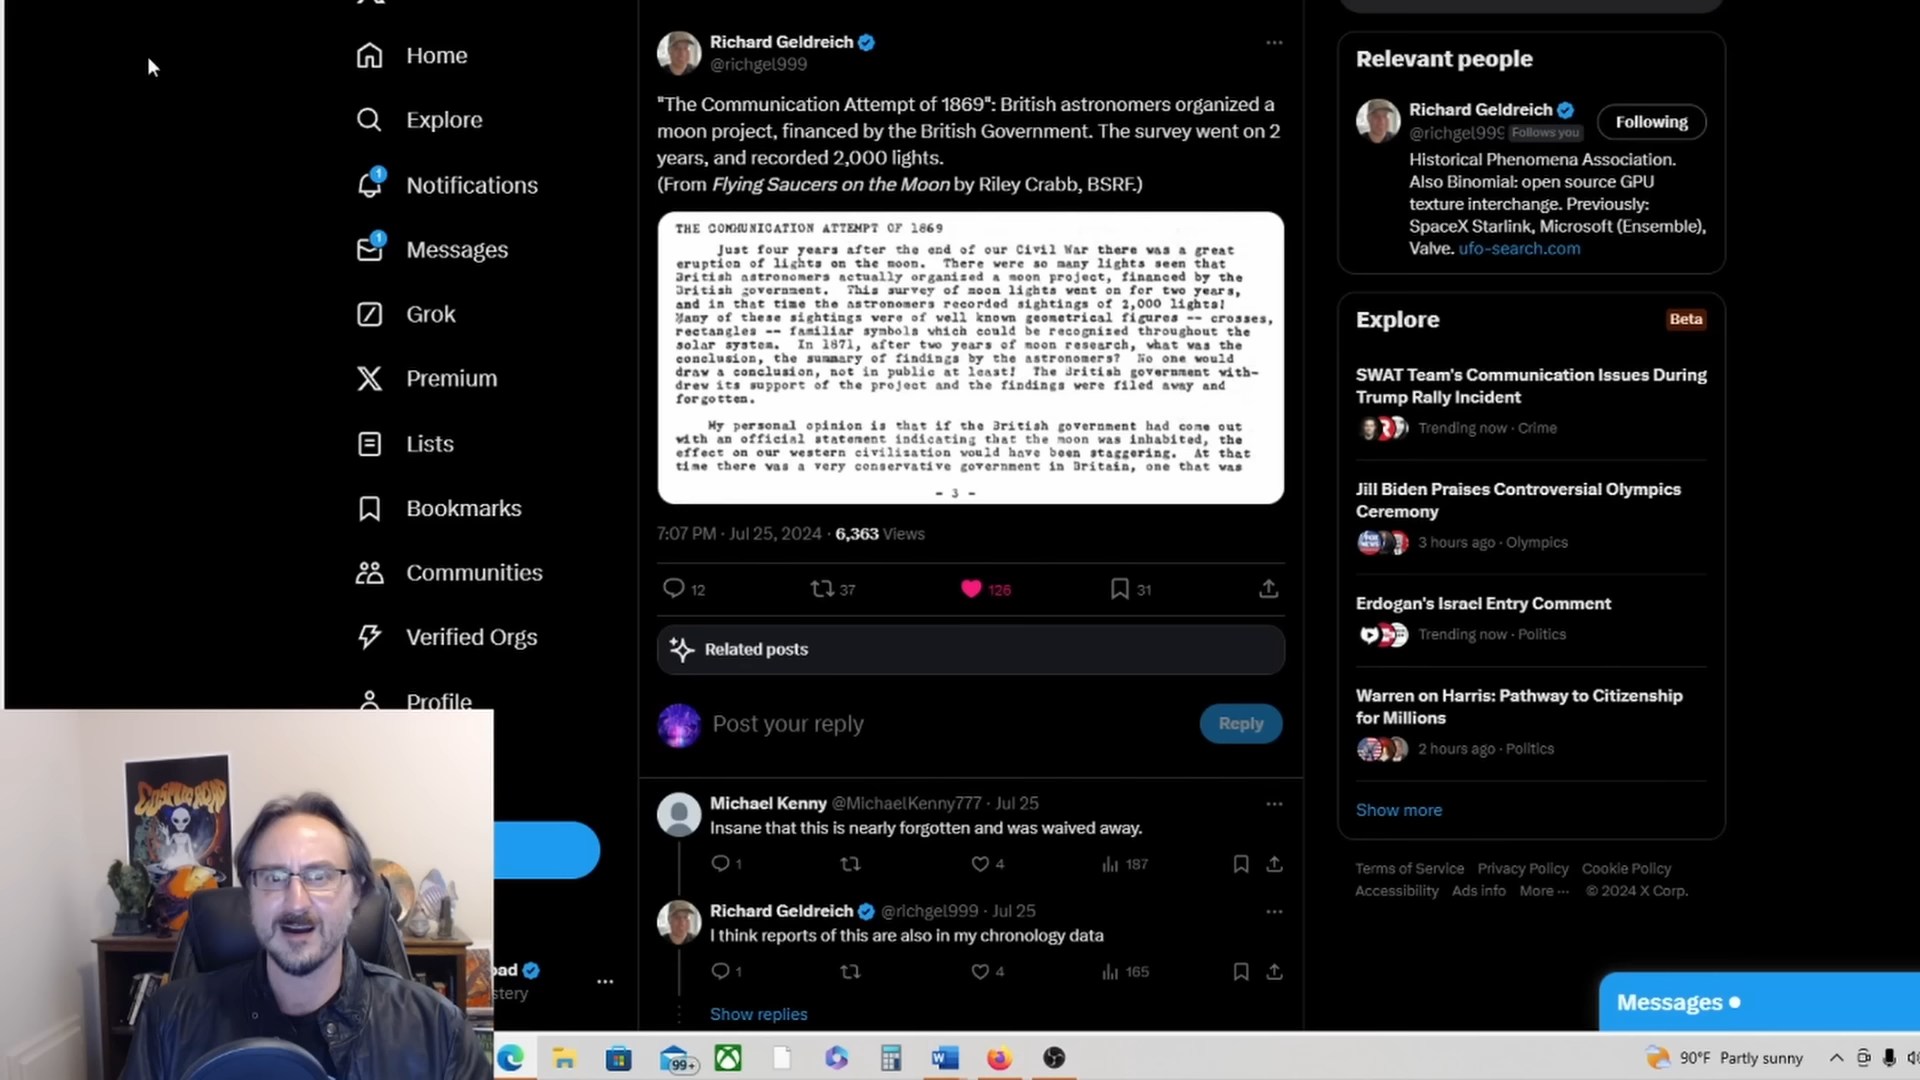 Home
Explore
1
Notifications
1
Messages
Grok
Premium
Lists
Bookmarks
Communities
Verified Orgs
Profile
Richard Geldreich
@richgel999
"The Communication Attempt of 1869": British astronomers organized a
moon project, financed by the British Government. The survey went on 2
years, and recorded 2,000 lights.
(From Flying Saucers on the Moon by Riley Crabb, BSRF.)
THE COMMUNICATION ATTEMPT OF 1869
Just four years after the end of our Civil War there was a great
eruption of lights on the moon. There were so many lights seen that
British astronomers actually organized a moon project, financed by the
British government. This survey of moon lights went on for two years,
and in that time the astronomers recorded sightings of 2,000 lights!
Many of these sightings were of well known geometrical figures -- crosses,
rectangles -- familiar symbols which could be recognized throughout the
solar system. In 1871, after two years of moon research, what was the
conclusion, the summary of findings by the astronomers? No one would
draw a conclusion, not in public at least! The British government with-
drew its support of the project and the findings were filed away and
forgotten.
My personal opinion is that if the British government had come out
with an official statement indicating that the moon was inhabited, the
effect on our western civilization would have been staggering. At that
time there was a very conservative government in Britain, one that was
- 3 -
7:07 PM · Jul 25, 2024 · 6,363 Views
12 37 126 31
Related posts
Post your reply
Reply
Michael Kenny @MichaelKenny777 · Jul 25
Insane that this is nearly forgotten and was waived away.
1 4 187
Richard Geldreich @richgel999 · Jul 25
I think reports of this are also in my chronology data
1 4 165
Show replies
Relevant people
Richard Geldreich
@richgel999 Follows you
Following
Historical Phenomena Association.
Also Binomial: open source GPU
texture interchange. Previously:
SpaceX Starlink, Microsoft (Ensemble),
Valve. ufo-search.com
Explore
Beta
SWAT Team's Communication Issues During
Trump Rally Incident
Trending now · Crime
Jill Biden Praises Controversial Olympics
Ceremony
3 hours ago · Olympics
Erdogan's Israel Entry Comment
Trending now · Politics
Warren on Harris: Pathway to Citizenship
for Millions
2 hours ago · Politics
Show more
Terms of Service Privacy Policy Cookie Policy
Accessibility Ads info More ··· © 2024 X Corp.
Messages
COSMIC ROAD
oad
stery
99+
90°F Partly sunny